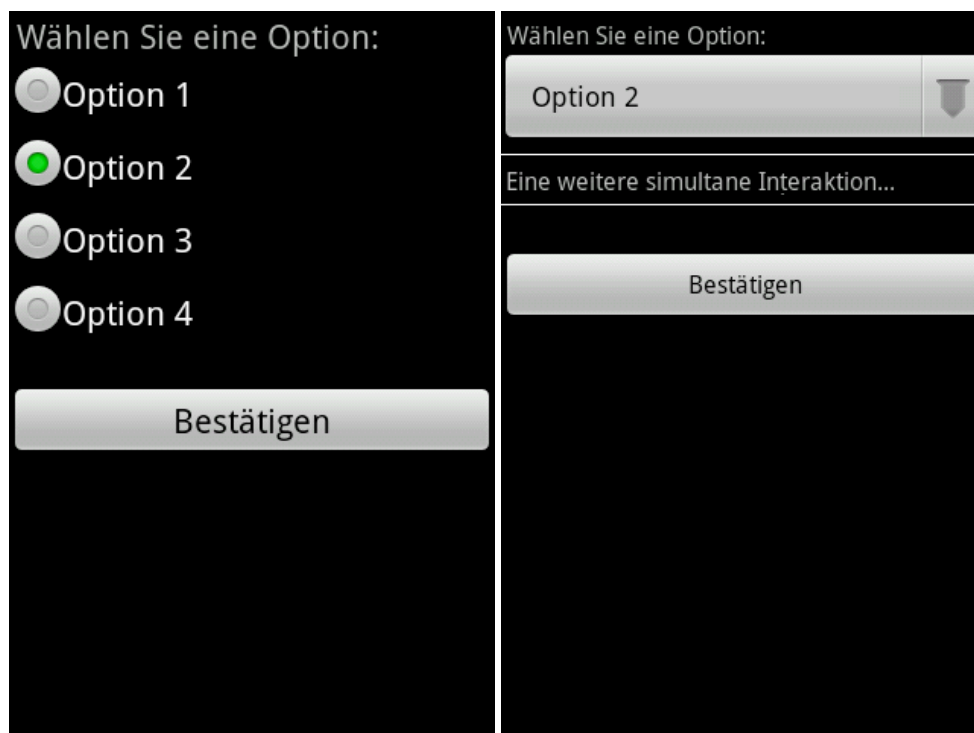 Wählen Sie eine Option:
Option 1
Option 2
Option 3
Option 4
Bestätigen
Wählen Sie eine Option:
Option 2
Eine weitere simultane Interaktion...
Bestätigen